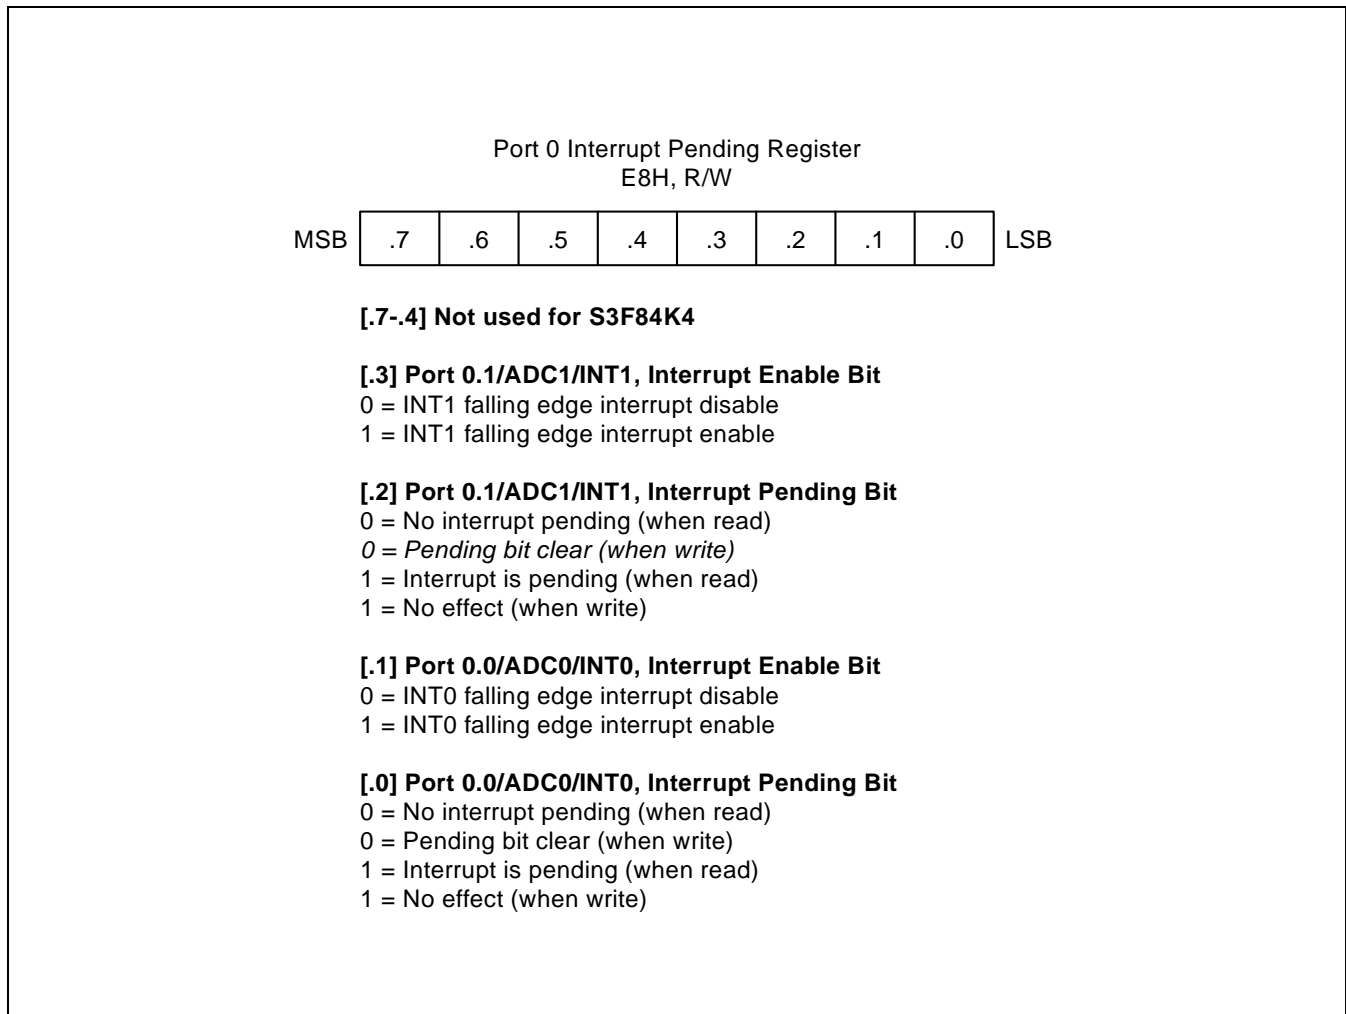 Port 0 Interrupt Pending Register
E8H, R/W
MSB .7 .6 .5 .4 .3 .2 .1 .0 LSB
[.7-.4] Not used for S3F84K4
[.3] Port 0.1/ADC1/INT1, Interrupt Enable Bit
0 = INT1 falling edge interrupt disable
1 = INT1 falling edge interrupt enable
[.2] Port 0.1/ADC1/INT1, Interrupt Pending Bit
0 = No interrupt pending (when read)
0 = Pending bit clear (when write)
1 = Interrupt is pending (when read)
1 = No effect (when write)
[.1] Port 0.0/ADC0/INT0, Interrupt Enable Bit
0 = INT0 falling edge interrupt disable
1 = INT0 falling edge interrupt enable
[.0] Port 0.0/ADC0/INT0, Interrupt Pending Bit
0 = No interrupt pending (when read)
0 = Pending bit clear (when write)
1 = Interrupt is pending (when read)
1 = No effect (when write)